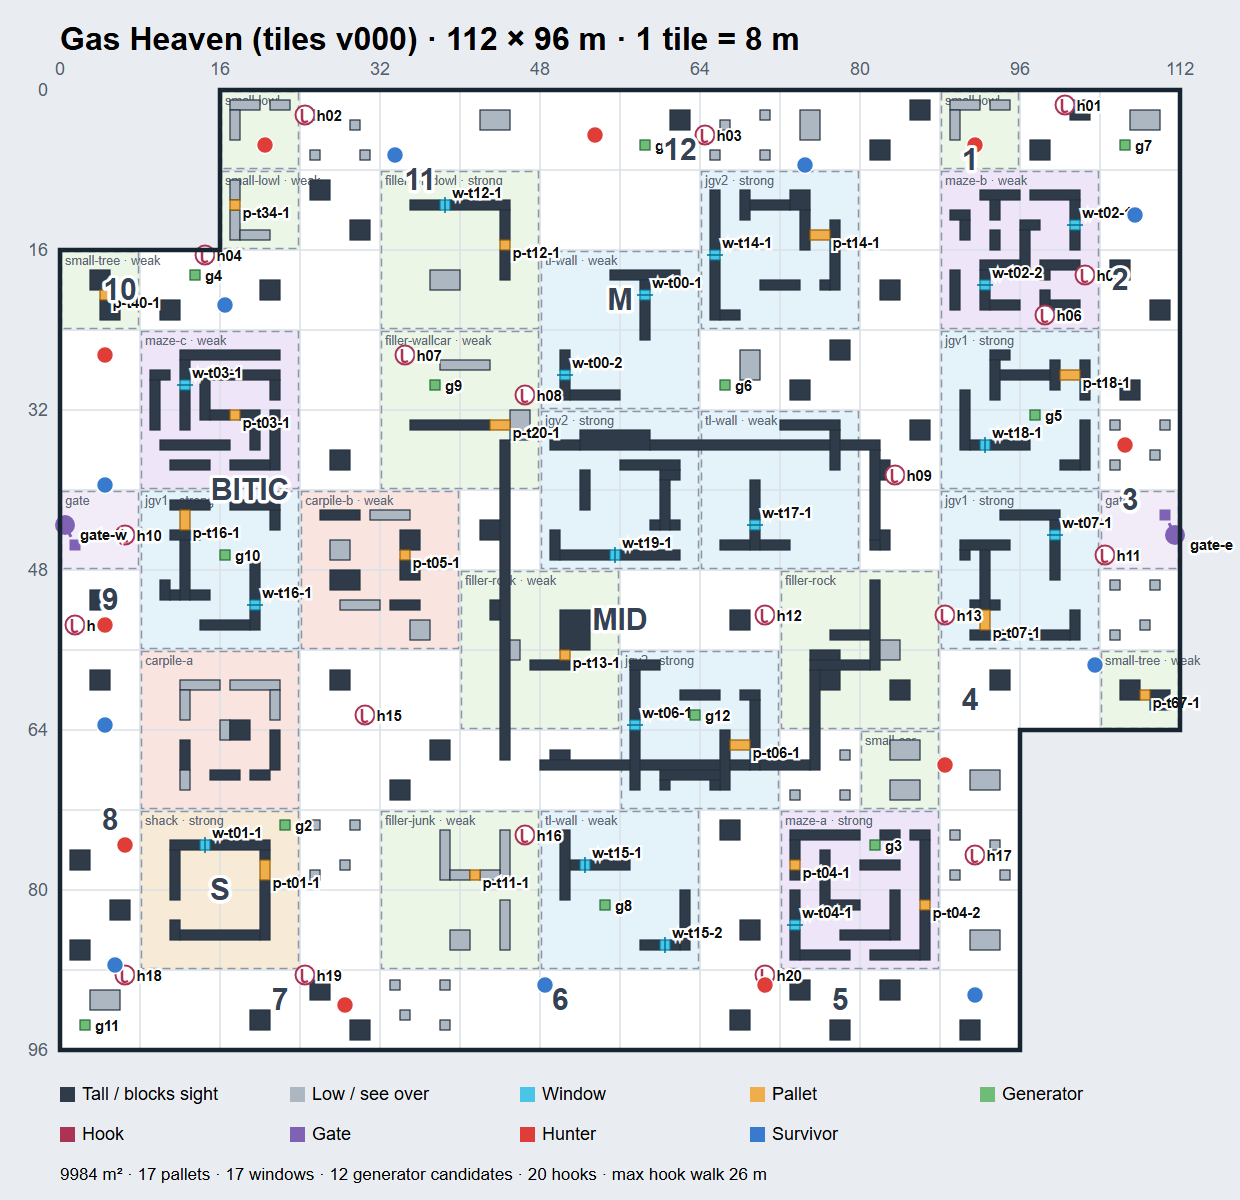 Gas Heaven (tiles v000) · 112 × 96 m · 1 tile = 8 m
0 16 32 48 64 80 96 112
0
16
32
48
64
80
96
h02
12
h03
1
h01
g7
small-lowl · weak
11
filler
strong
jgv2 · strong
maze-b · weak
p-t34-1
w-t12-1
w-t14-1
p-t14-1
p-t12-1
h04
small-tree · weak
g4
10
p-t40-1
M
w-t00-1
w-t02-2
2
h06
maze-c · weak
filler-wallcar · weak
jgv1 · strong
w-t03-1
h07
g9
w-t00-2
g6
p-t18-1
h08
p-t03-1
p-t20-1
jgv2 · strong
tl-wall · weak
g5
w-t18-1
h09
BITIC
gate
carpile-b · weak
jgv1 · strong
3
gate-w
h10
p-t16-1
w-t17-1
w-t07-1
gate-e
g10
p-t05-1
w-t19-1
h11
filler-rock · weak
filler-rock
9
w-t16-1
MID
h12
h13
p-t07-1
carpile-a
p-t13-1
small-tree · weak
h15
w-t06-1
g12
4
p-t67-1
p-t06-1
8
shack · strong
g2
filler-junk · weak
h16
tl-wall · weak
maze-a · strong
w-t01-1
g3
h17
w-t15-1
p-t01-1
S
p-t11-1
p-t04-1
g8
w-t04-1
p-t04-2
w-t15-2
h18
h19
h20
7
6
5
g11
Tall / blocks sight
Low / see over
Window
Pallet
Generator
Hook
Gate
Hunter
Survivor
9984 m² · 17 pallets · 17 windows · 12 generator candidates · 20 hooks · max hook walk 26 m